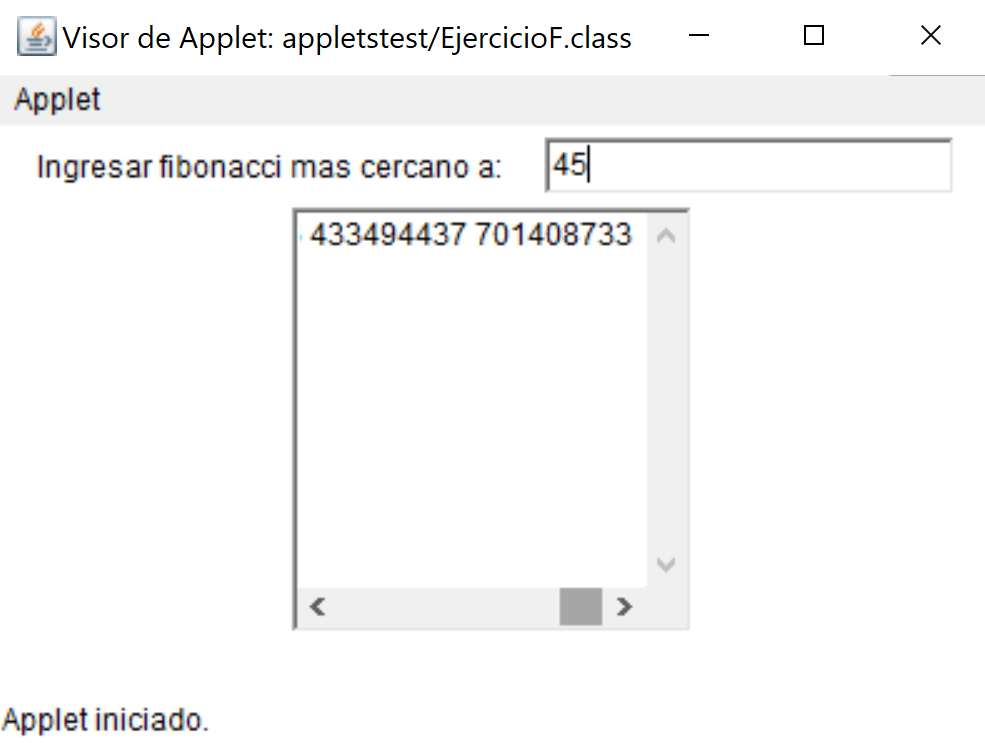 Visor de Applet: appletstest/EjercicioF.class
Applet
Ingresar fibonacci mas cercano a: 45
433494437 701408733
Applet iniciado.